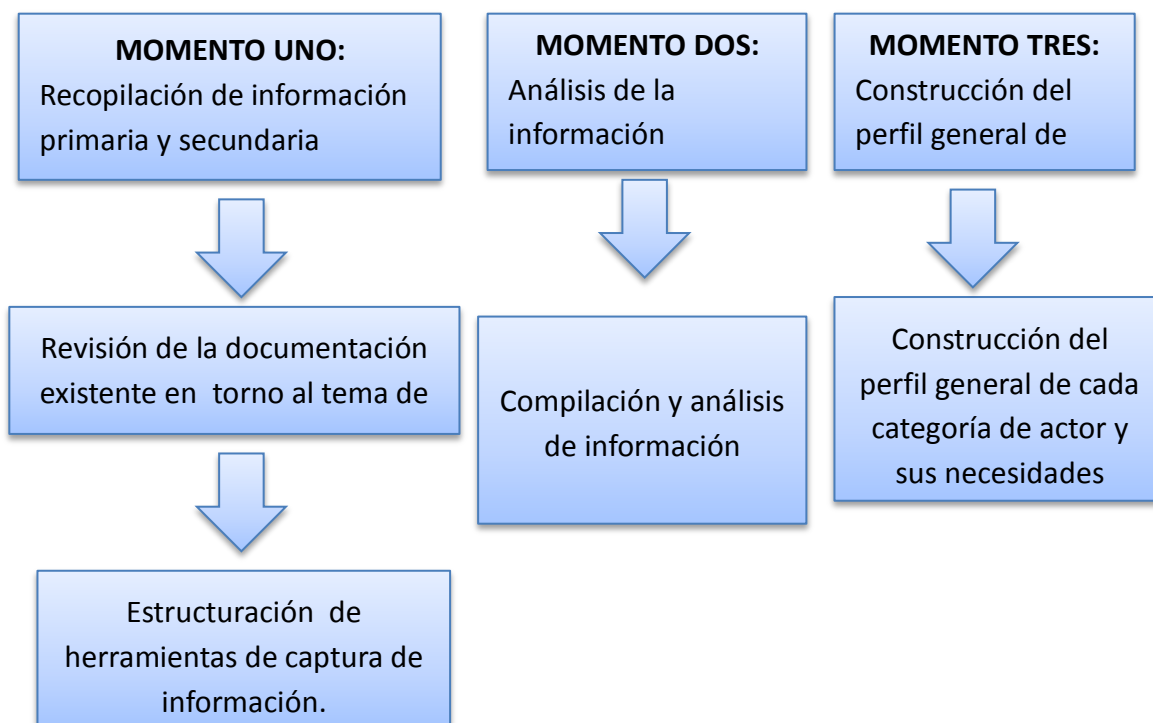 MOMENTO UNO:
Recopilación de información
primaria y secundaria
Revisión de la documentación
existente en torno al tema de
Estructuración de
herramientas de captura de
información.
MOMENTO DOS:
Análisis de la
información
Compilación y análisis
de información
MOMENTO TRES:
Construcción del
perfil general de
Construcción del
perfil general de cada
categoría de actor y
sus necesidades